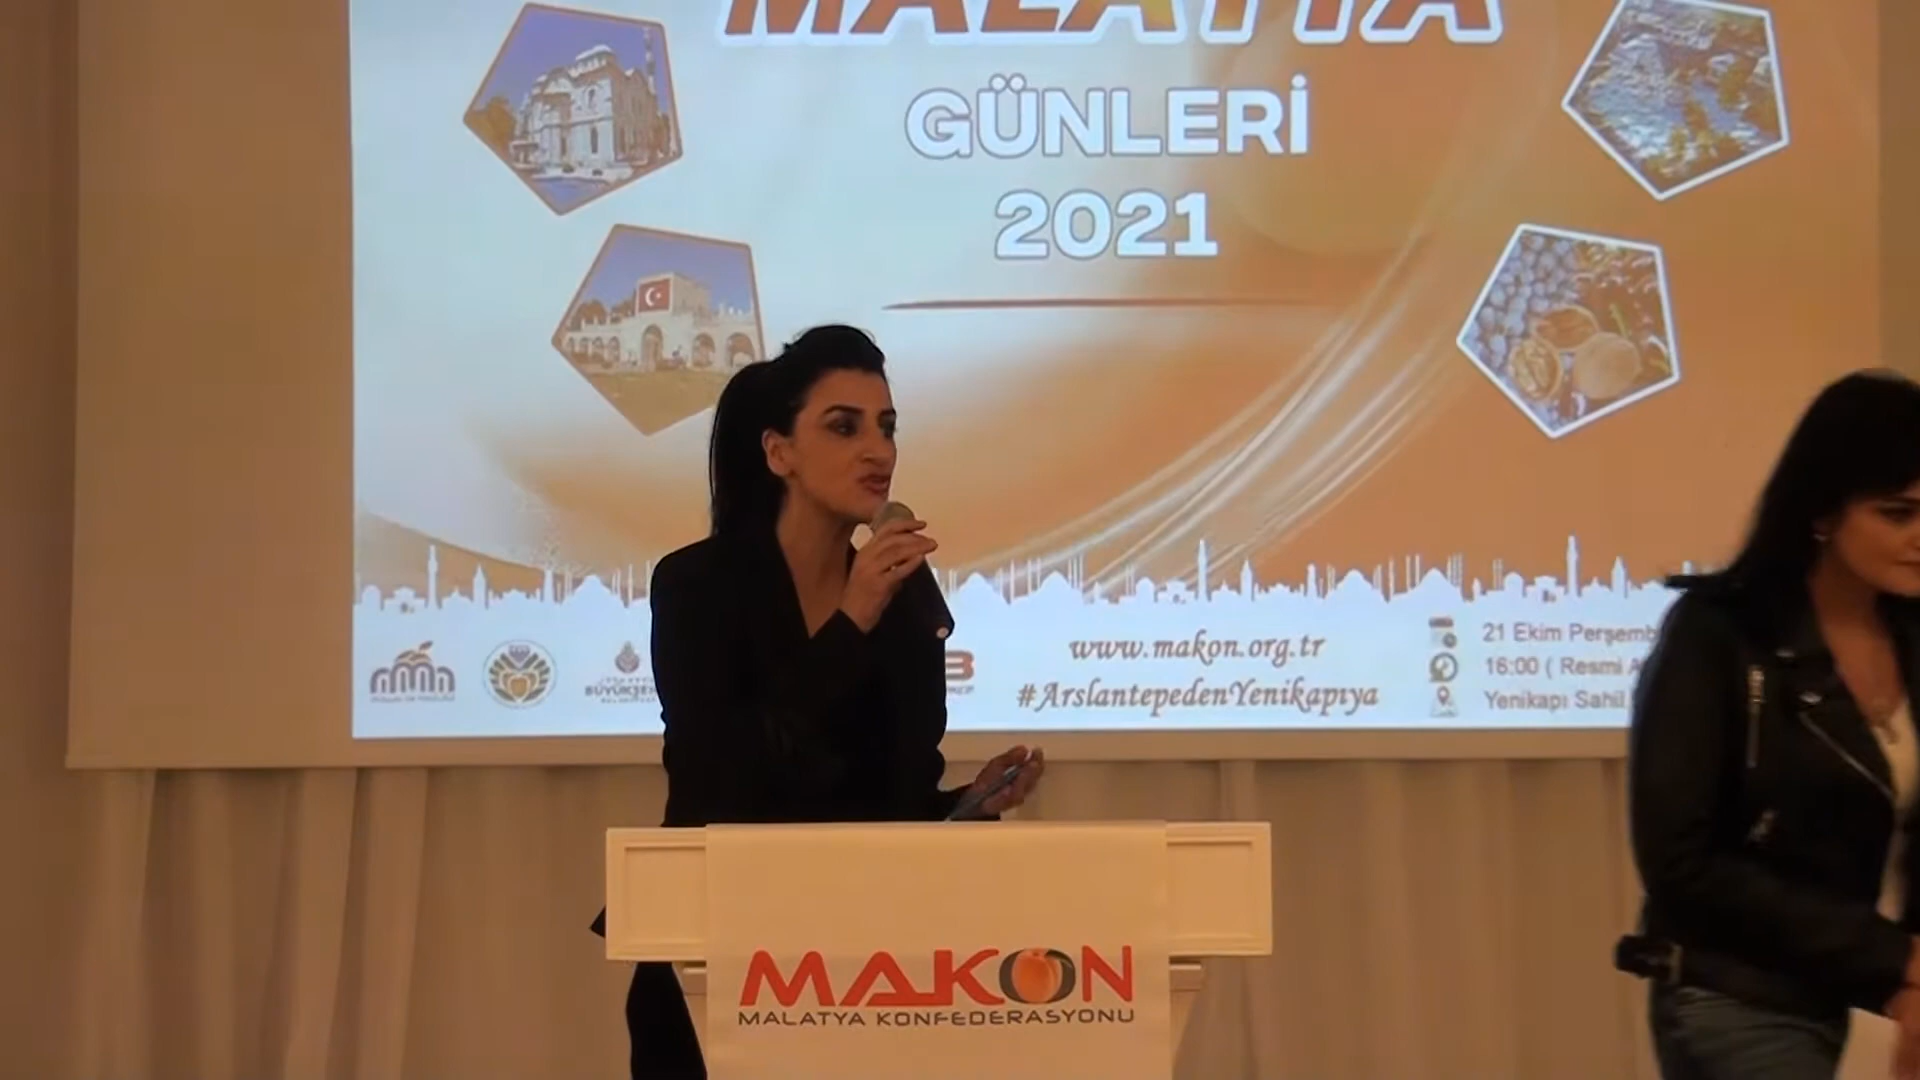 MALATYA
GÜNLERİ
2021
www.makon.org.tr
#ArslantepedenYenikapıya
21 Ekim Perşemb
16:00 ( Resmi A
Yenikapı Sahil
BÜYÜKŞEH
MAKON
MALATYA KONFEDERASYONU